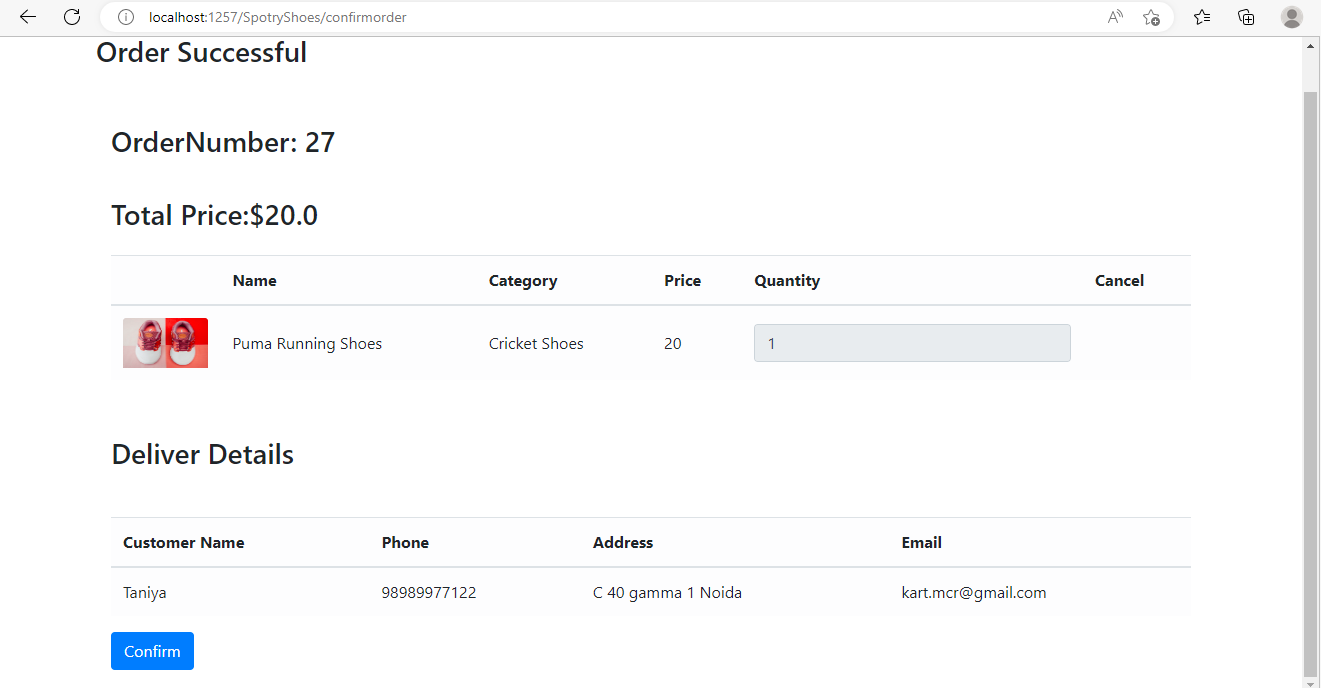 localhost:1257/SpotryShoes/confirmorder
Order Successful
OrderNumber: 27
Total Price:$20.0
Name Category Price Quantity Cancel
Puma Running Shoes Cricket Shoes 20 1
Deliver Details
Customer Name Phone Address Email
Taniya 98989977122 C 40 gamma 1 Noida kart.mcr@gmail.com
Confirm